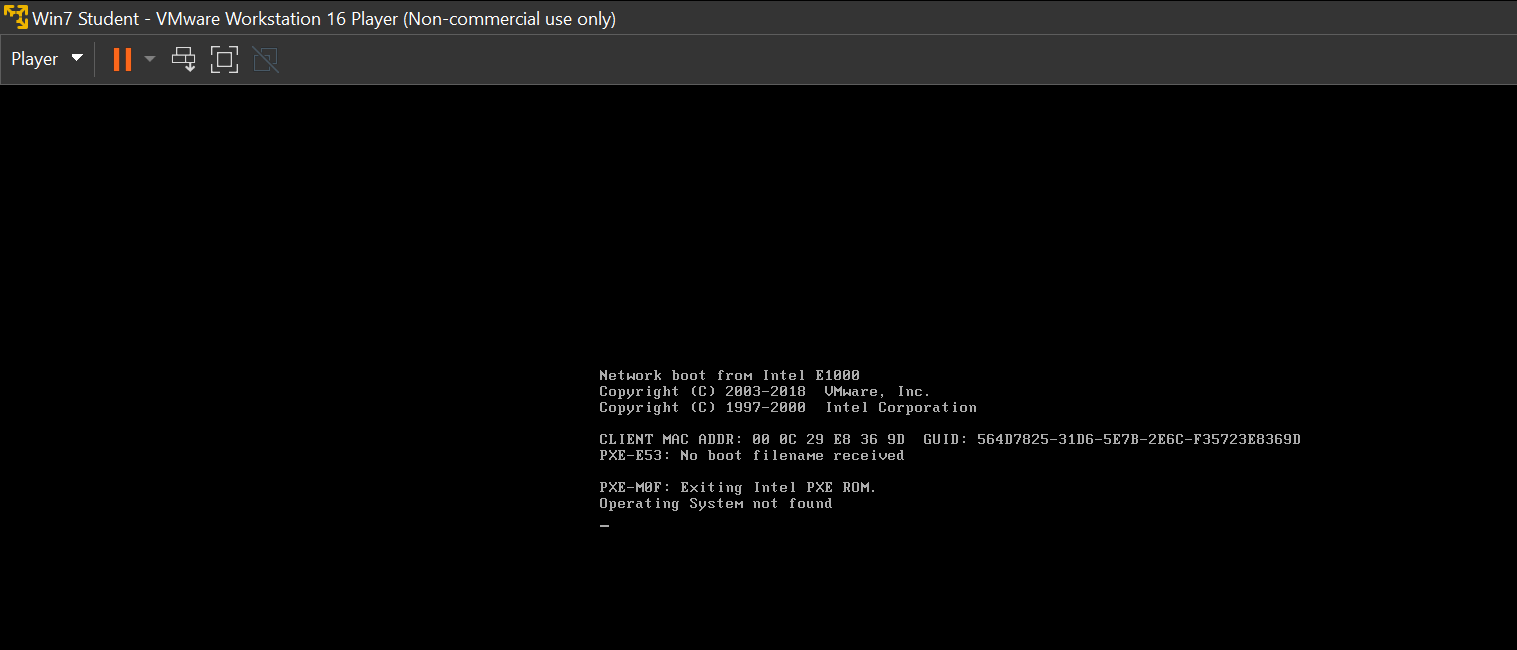 Win7 Student - VMware Workstation 16 Player (Non-commercial use only)
Player
Network boot from Intel E1000
Copyright (C) 2003-2018  VMware, Inc.
Copyright (C) 1997-2000  Intel Corporation
CLIENT MAC ADDR: 00 0C 29 E8 36 9D  GUID: 564D7825-31D6-5E7B-2E6C-F35723E8369D
PXE-E53: No boot filename received
PXE-M0F: Exiting Intel PXE ROM.
Operating System not found
_